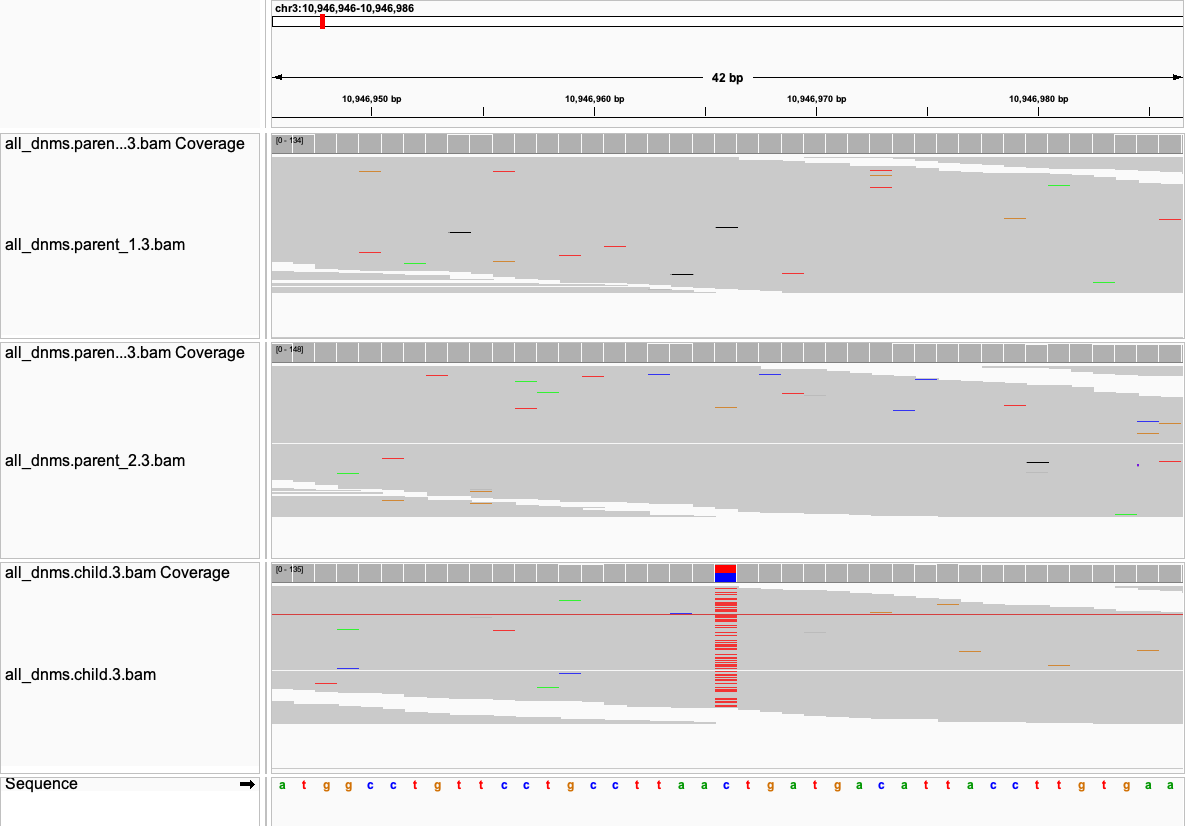 chr3:10,946,946-10,946,986
42 bp
10,946,950 bp 10,946,960 bp 10,946,970 bp 10,946,980 bp
all_dnms.paren...3.bam Coverage
[0 - 134]
all_dnms.parent_1.3.bam
all_dnms.paren...3.bam Coverage
[0 - 148]
all_dnms.parent_2.3.bam
all_dnms.child.3.bam Coverage
[0 - 135]
all_dnms.child.3.bam
Sequence a t g g c c t g t t c c t g c c t t a a c t g a t g a c a t t a c c t t g t g a a